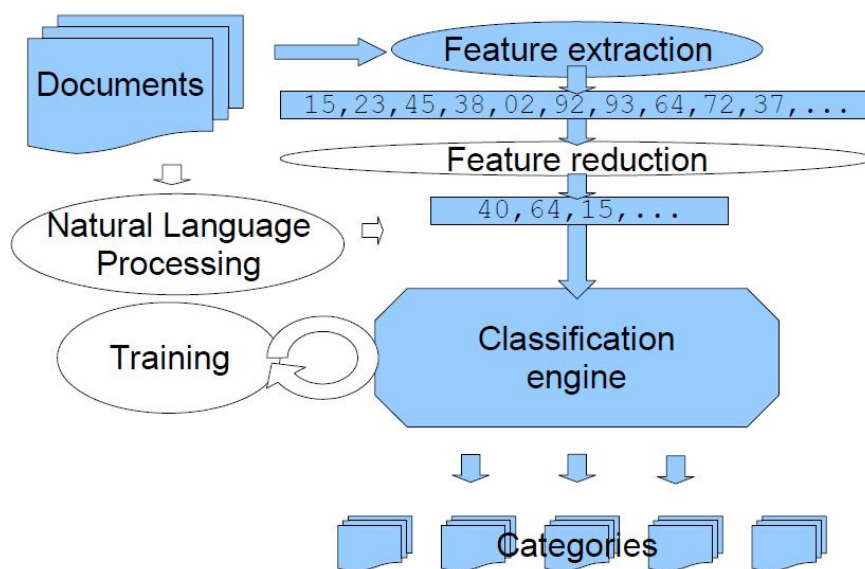 Documents
Feature extraction
15,23,45,38,02,92,93,64,72,37,...
Feature reduction
40,64,15,...
Natural Language
Processing
Training
Classification
engine
Categories